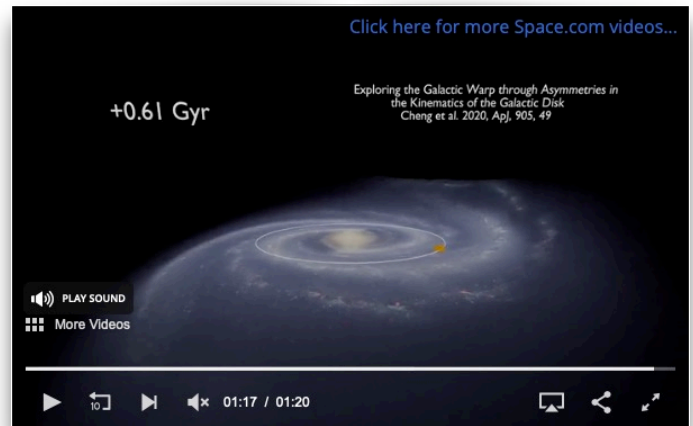 Click here for more Space.com videos...
+0.61 Gyr
Exploring the Galactic Warp through Asymmetries in
the Kinematics of the Galactic Disk
Cheng et al. 2020, ApJ, 905, 49
PLAY SOUND
More Videos
10
01:17 / 01:20